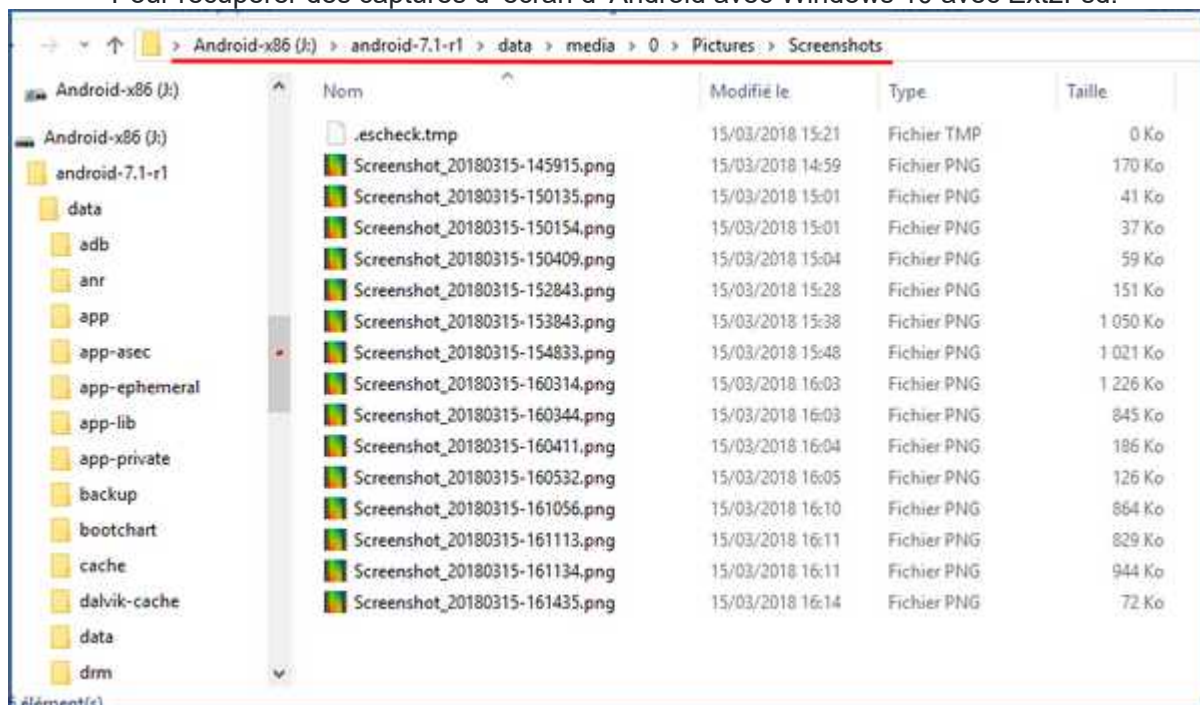 Pour récupérer des captures d' écran d' Android avec Windows 10 avec Ext2Fsd.
Android-x86 (J:) > android-7.1-r1 > data > media > 0 > Pictures > Screenshots
Android-x86 (J:)
Android-x86 (J:)
android-7.1-r1
data
adb
anr
app
app-asec
app-ephemeral
app-lib
app-private
backup
bootchart
cache
dalvik-cache
data
drm
Nom Modifié le Type Taille
.escheck.tmp 15/03/2018 15:21 Fichier TMP 0 Ko
Screenshot_20180315-145915.png 15/03/2018 14:59 Fichier PNG 170 Ko
Screenshot_20180315-150135.png 15/03/2018 15:01 Fichier PNG 41 Ko
Screenshot_20180315-150154.png 15/03/2018 15:01 Fichier PNG 37 Ko
Screenshot_20180315-150409.png 15/03/2018 15:04 Fichier PNG 59 Ko
Screenshot_20180315-152843.png 15/03/2018 15:28 Fichier PNG 151 Ko
Screenshot_20180315-153843.png 15/03/2018 15:38 Fichier PNG 1 050 Ko
Screenshot_20180315-154833.png 15/03/2018 15:48 Fichier PNG 1 021 Ko
Screenshot_20180315-160314.png 15/03/2018 16:03 Fichier PNG 1 226 Ko
Screenshot_20180315-160344.png 15/03/2018 16:03 Fichier PNG 845 Ko
Screenshot_20180315-160411.png 15/03/2018 16:04 Fichier PNG 186 Ko
Screenshot_20180315-160532.png 15/03/2018 16:05 Fichier PNG 126 Ko
Screenshot_20180315-161056.png 15/03/2018 16:10 Fichier PNG 864 Ko
Screenshot_20180315-161113.png 15/03/2018 16:11 Fichier PNG 829 Ko
Screenshot_20180315-161134.png 15/03/2018 16:11 Fichier PNG 944 Ko
Screenshot_20180315-161435.png 15/03/2018 16:14 Fichier PNG 72 Ko
élément(s)